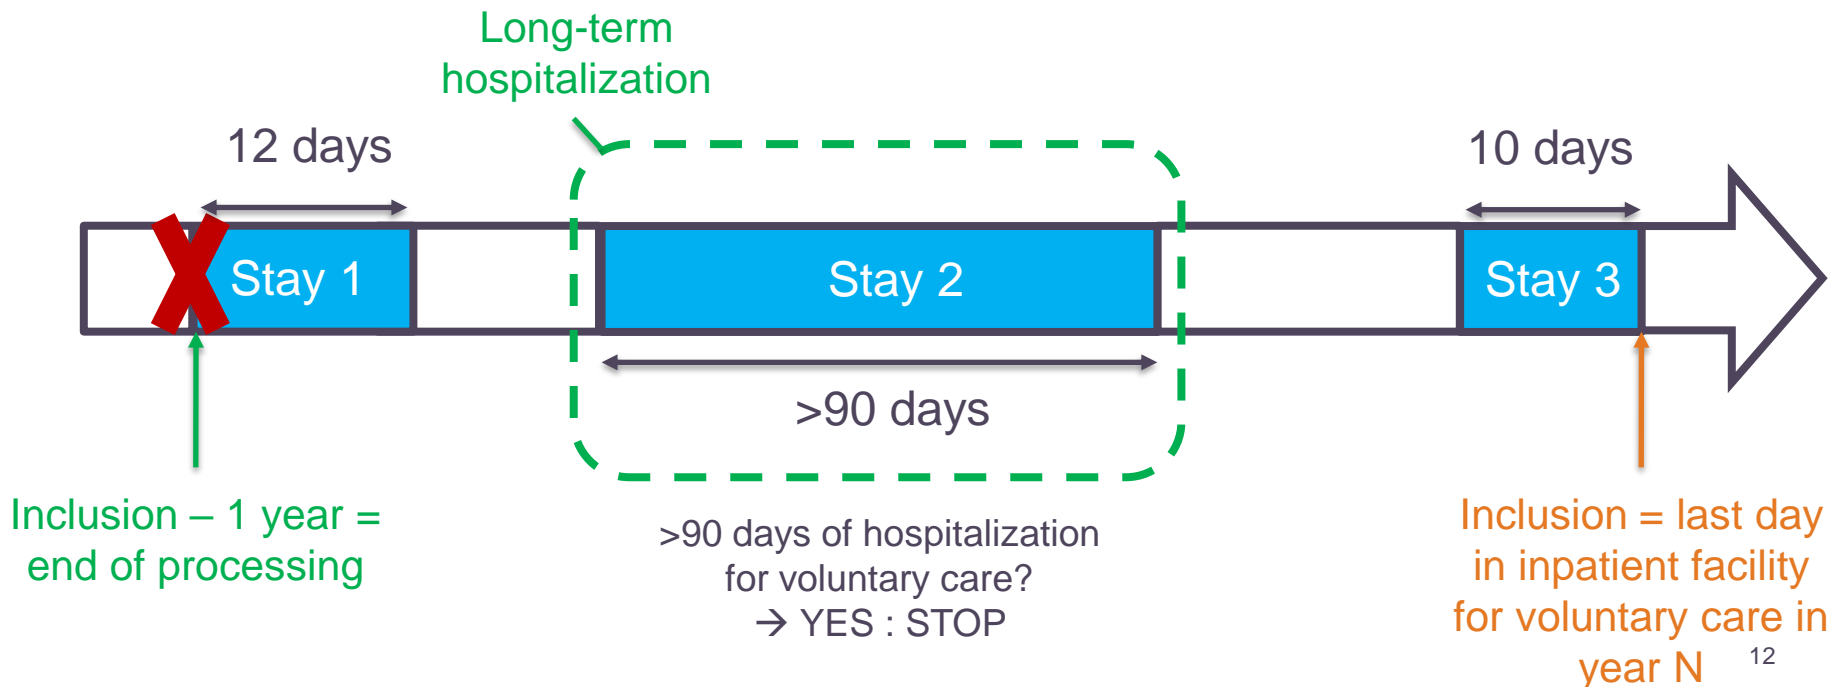 Long-term
hospitalization
12 days
10 days
Stay 1
Stay 2
Stay 3
>90 days
Inclusion – 1 year =
end of processing
>90 days of hospitalization
for voluntary care?
→ YES : STOP
Inclusion = last day
in inpatient facility
for voluntary care in
year N
12